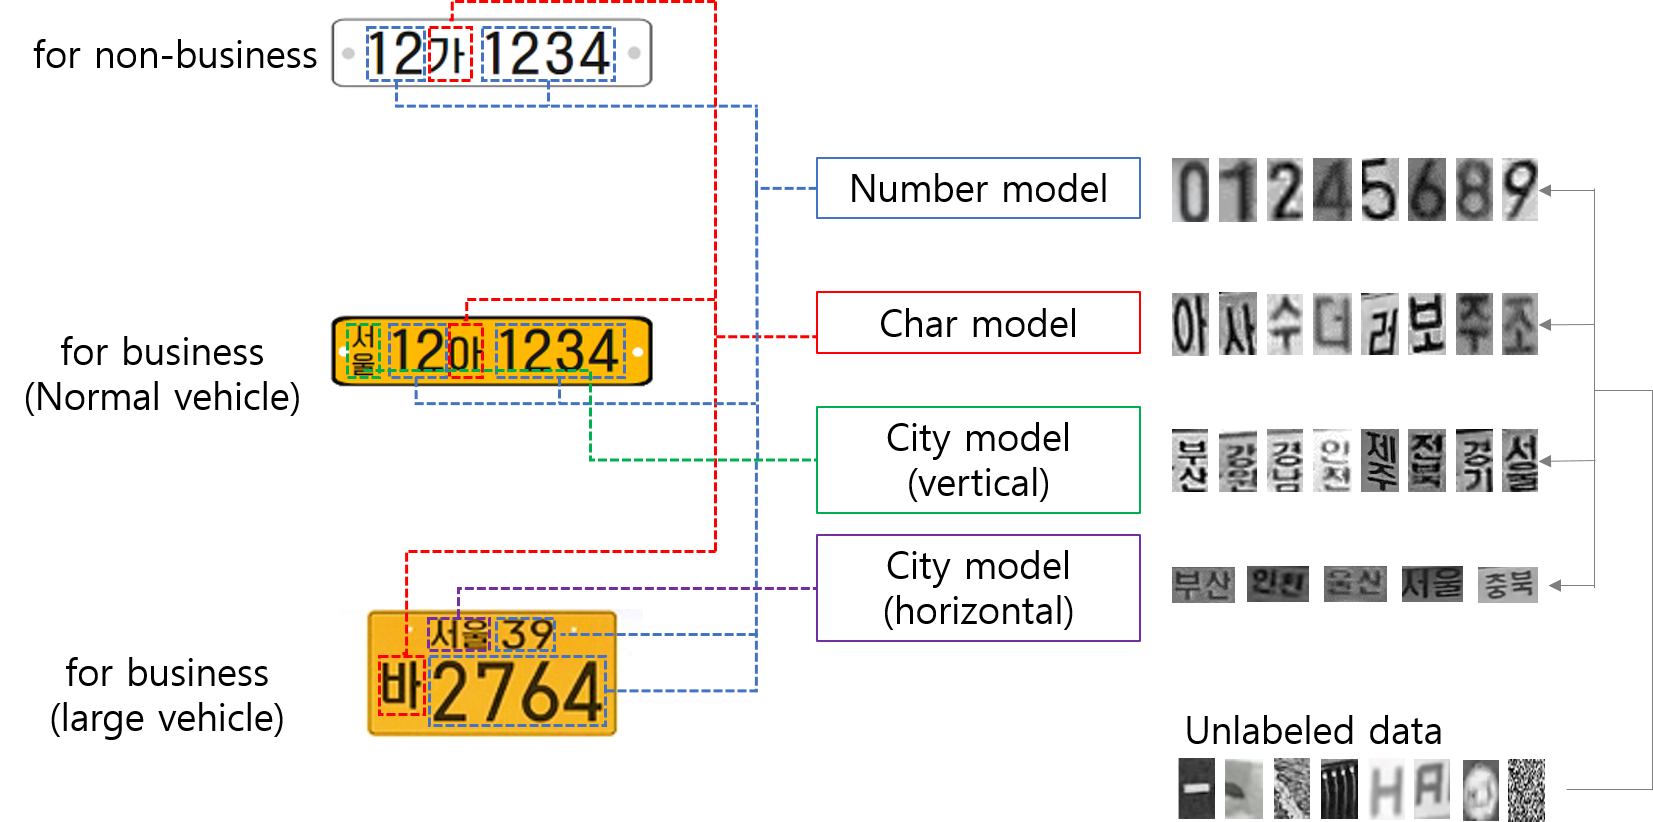 for non-business
12가 1234
Number model
0 1 2 4 5 6 8 9
for business
(Normal vehicle)
서울 12아 1234
Char model
아 사 수 더 러 보 주 조
City model
(vertical)
부산 강원 경남 인천 제주 전북 경기 서울
City model
(horizontal)
부산 인천 울산 서울 충북
for business
(large vehicle)
서울 39
바 2764
Unlabeled data
H A